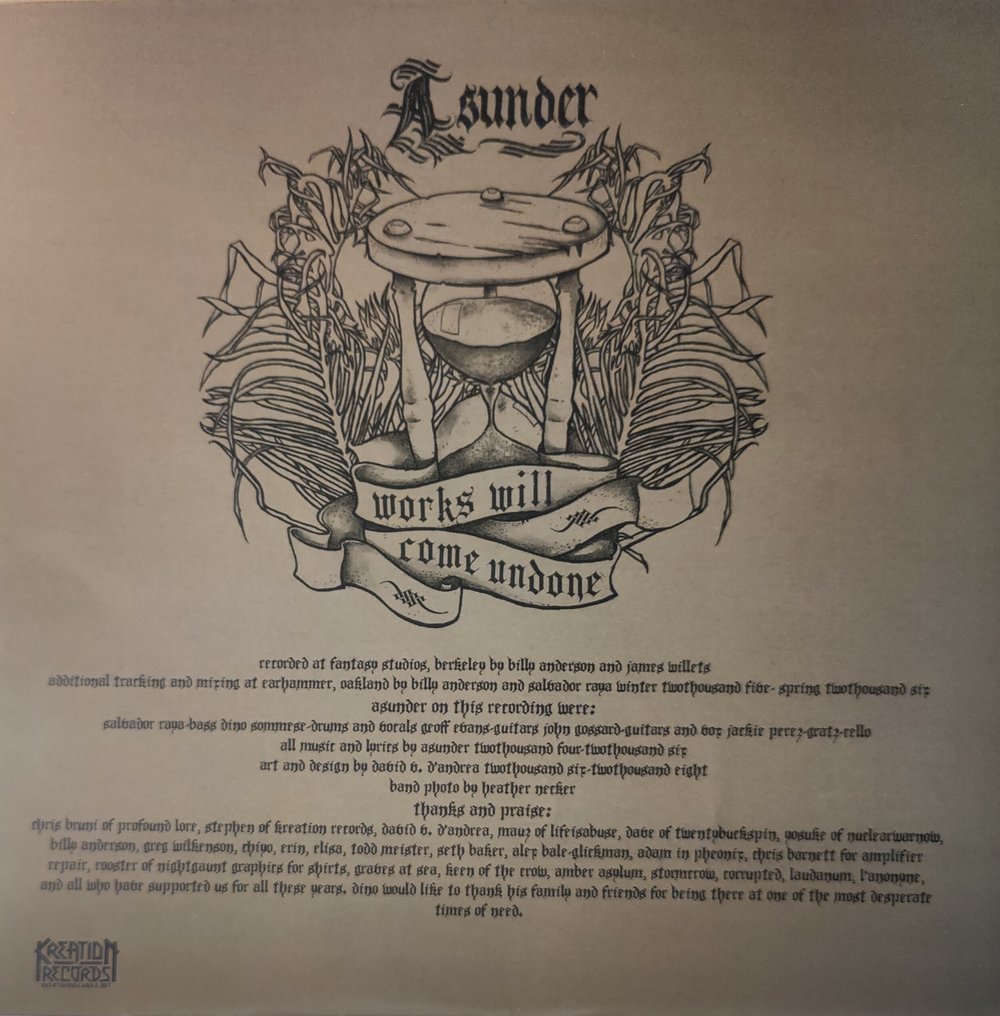 Asunder
works will
come undone
recorded at fantasy studios, berkeley by billy anderson and james willets
additional tracking and mixing at earhammer, oakland by billy anderson and salvador raya winter twothousand five- spring twothousand six
asunder on this recording were:
salvador raya-bass dino sommese-drums and vocals geoff evans-guitars john gossard-guitars and vox jackie perez-gratz-cello
all music and lyrics by asunder twothousand four-twothousand six
art and design by david v. d'andrea twothousand six-twothousand eight
band photo by heather necker
thanks and praise:
chris bruni of profound lore, stephen of kreation records, david v. d'andrea, mauz of lifeisabuse, dave of twentybuckspin, yosuke of nuclearwarnow,
billy anderson, greg wilkenson, chiyo, erin, elisa, todd meister, seth baker, alex bale-glickman, adam in pheonix, chris barnett for amplifier
repair, rooster of nightgaunt graphics for shirts, graves at sea, keen of the crow, amber asylum, stormcrow, corrupted, laudanum, l'anonyne,
and all who have supported us for all these years. dino would like to thank his family and friends for being there at one of the most desperate
times of need.
KREATION
RECORDS
KREATIONRECORDS.NET